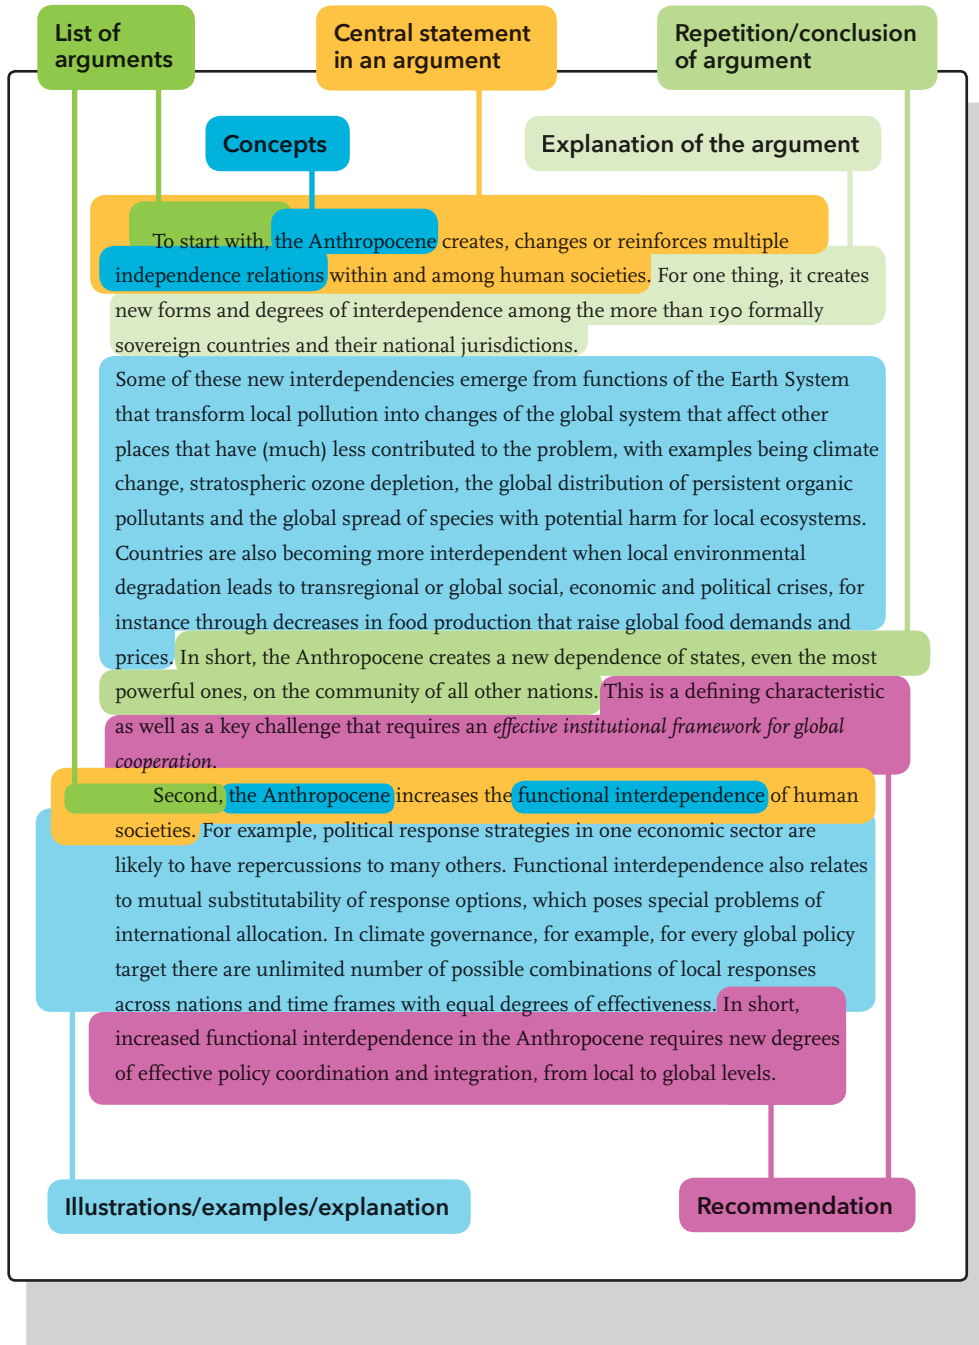 List of
arguments
Central statement
in an argument
Repetition/conclusion
of argument
Concepts
Explanation of the argument
To start with, the Anthropocene creates, changes or reinforces multiple
independence relations within and among human societies. For one thing, it creates
new forms and degrees of interdependence among the more than 190 formally
sovereign countries and their national jurisdictions.
Some of these new interdependencies emerge from functions of the Earth System
that transform local pollution into changes of the global system that affect other
places that have (much) less contributed to the problem, with examples being climate
change, stratospheric ozone depletion, the global distribution of persistent organic
pollutants and the global spread of species with potential harm for local ecosystems.
Countries are also becoming more interdependent when local environmental
degradation leads to transregional or global social, economic and political crises, for
instance through decreases in food production that raise global food demands and
prices. In short, the Anthropocene creates a new dependence of states, even the most
powerful ones, on the community of all other nations. This is a defining characteristic
as well as a key challenge that requires an effective institutional framework for global
cooperation.
Second, the Anthropocene increases the functional interdependence of human
societies. For example, political response strategies in one economic sector are
likely to have repercussions to many others. Functional interdependence also relates
to mutual substitutability of response options, which poses special problems of
international allocation. In climate governance, for example, for every global policy
target there are unlimited number of possible combinations of local responses
across nations and time frames with equal degrees of effectiveness. In short,
increased functional interdependence in the Anthropocene requires new degrees
of effective policy coordination and integration, from local to global levels.
Illustrations/examples/explanation
Recommendation